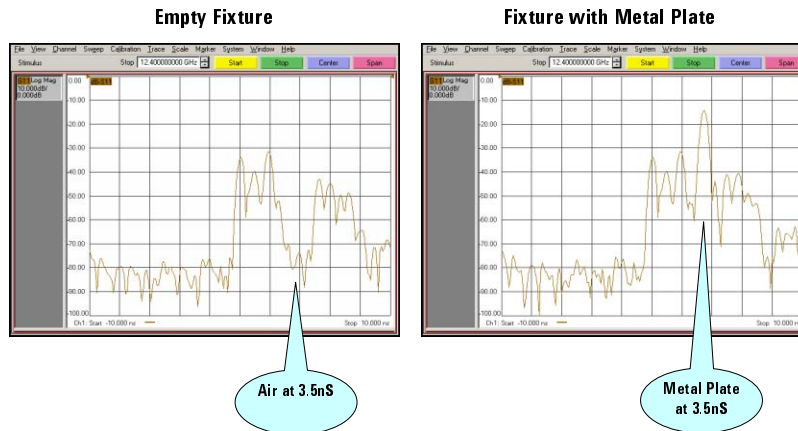 Empty Fixture
File View Channel Sweep Calibration Trace Scale Marker System Window Help
Stimulus Stop 12.400000000 GHz Start Stop Center Span
S11 Log Mag
10.000dB/
0.000dB
0.00 dB-S11
-10.00
-20.00
-30.00
-40.00
-50.00
-60.00
-70.00
-80.00
-90.00
-100.00
Ch1: Start -10.000 ns Stop 10.000 ns
Air at 3.5nS
Fixture with Metal Plate
File View Channel Sweep Calibration Trace Scale Marker System Window Help
Stimulus Stop 12.400000000 GHz Start Stop Center Span
S11 Log Mag
10.000dB/
0.000dB
0.00 dB-S11
-10.00
-20.00
-30.00
-40.00
-50.00
-60.00
-70.00
-80.00
-90.00
-100.00
Ch1: Start -10.000 ns Stop 10.000
Metal Plate
at 3.5nS